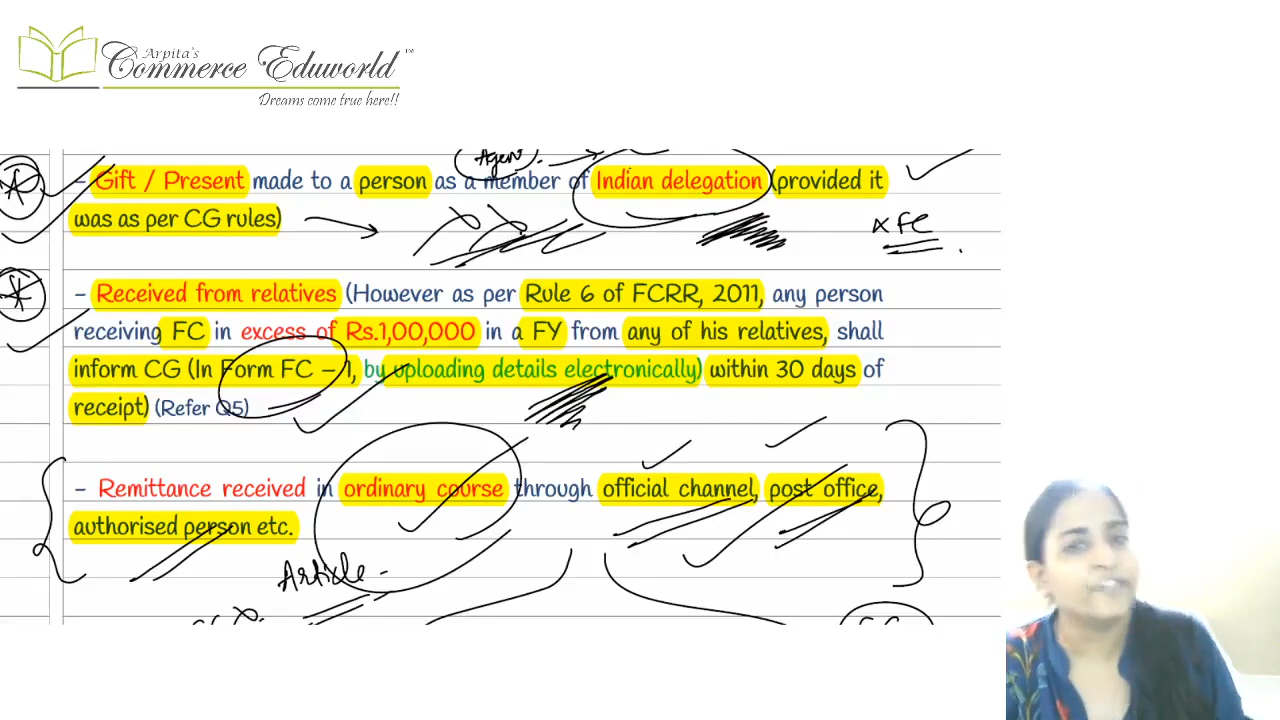 Arpita's
Commerce Eduworld™
Dreams come true here!!
Agen
- Gift / Present made to a person as a member of Indian delegation (provided it
was as per CG rules)
x FC
- Received from relatives (However as per Rule 6 of FCRR, 2011, any person
receiving FC in excess of Rs.1,00,000 in a FY from any of his relatives, shall
inform CG (In Form FC – 1, by uploading details electronically) within 30 days of
receipt) (Refer Q5)
- Remittance received in ordinary course through official channel, post office,
authorised person etc.
Article -